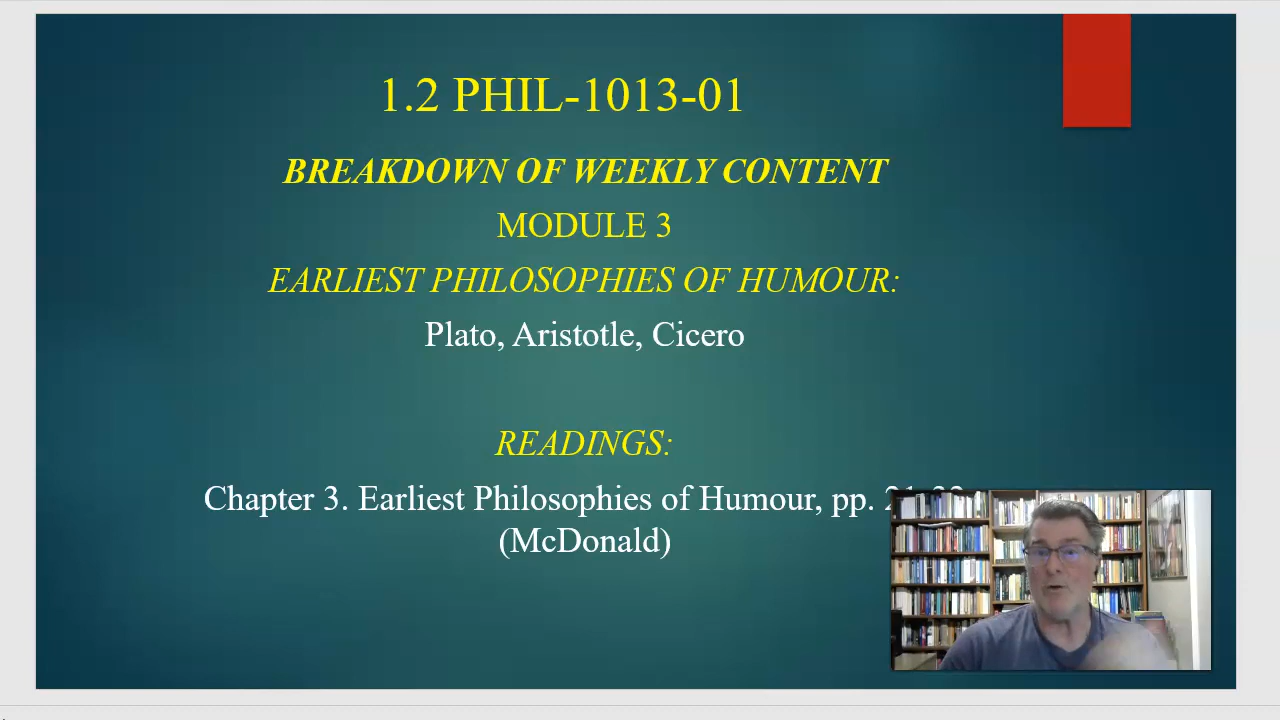 1.2 PHIL-1013-01
BREAKDOWN OF WEEKLY CONTENT
MODULE 3
EARLIEST PHILOSOPHIES OF HUMOUR:
Plato, Aristotle, Cicero
READINGS:
Chapter 3. Earliest Philosophies of Humour, pp.
(McDonald)